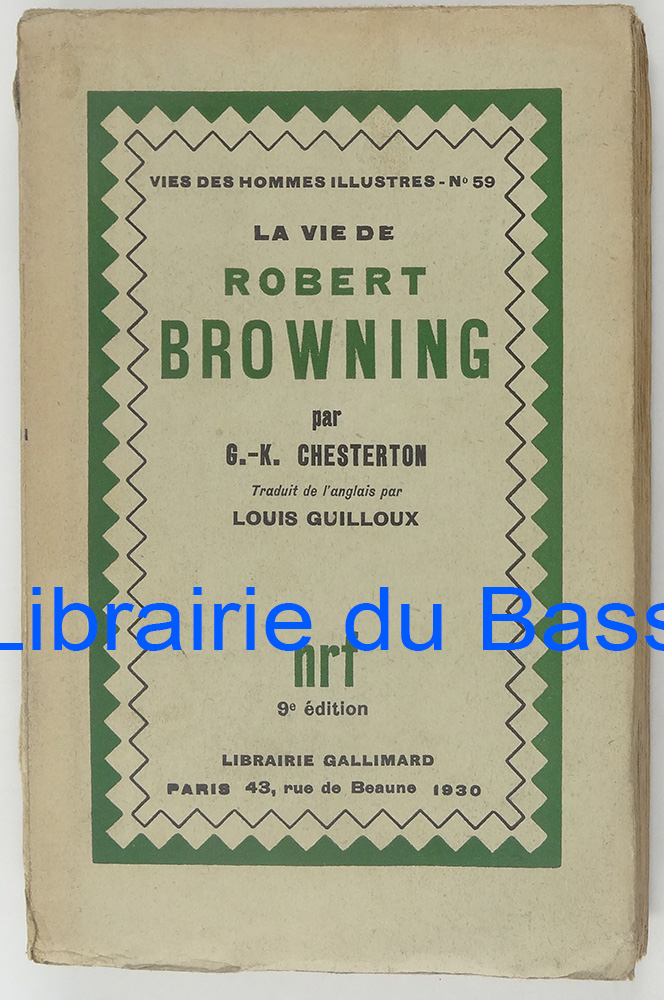 VIES DES HOMMES ILLUSTRES - No 59
LA VIE DE
ROBERT
BROWNING
par
G.-K. CHESTERTON
Traduit de l'anglais par
LOUIS GUILLOUX
Librairie du Bass
nrf
9e édition
LIBRAIRIE GALLIMARD
PARIS 43, rue de Beaune 1930